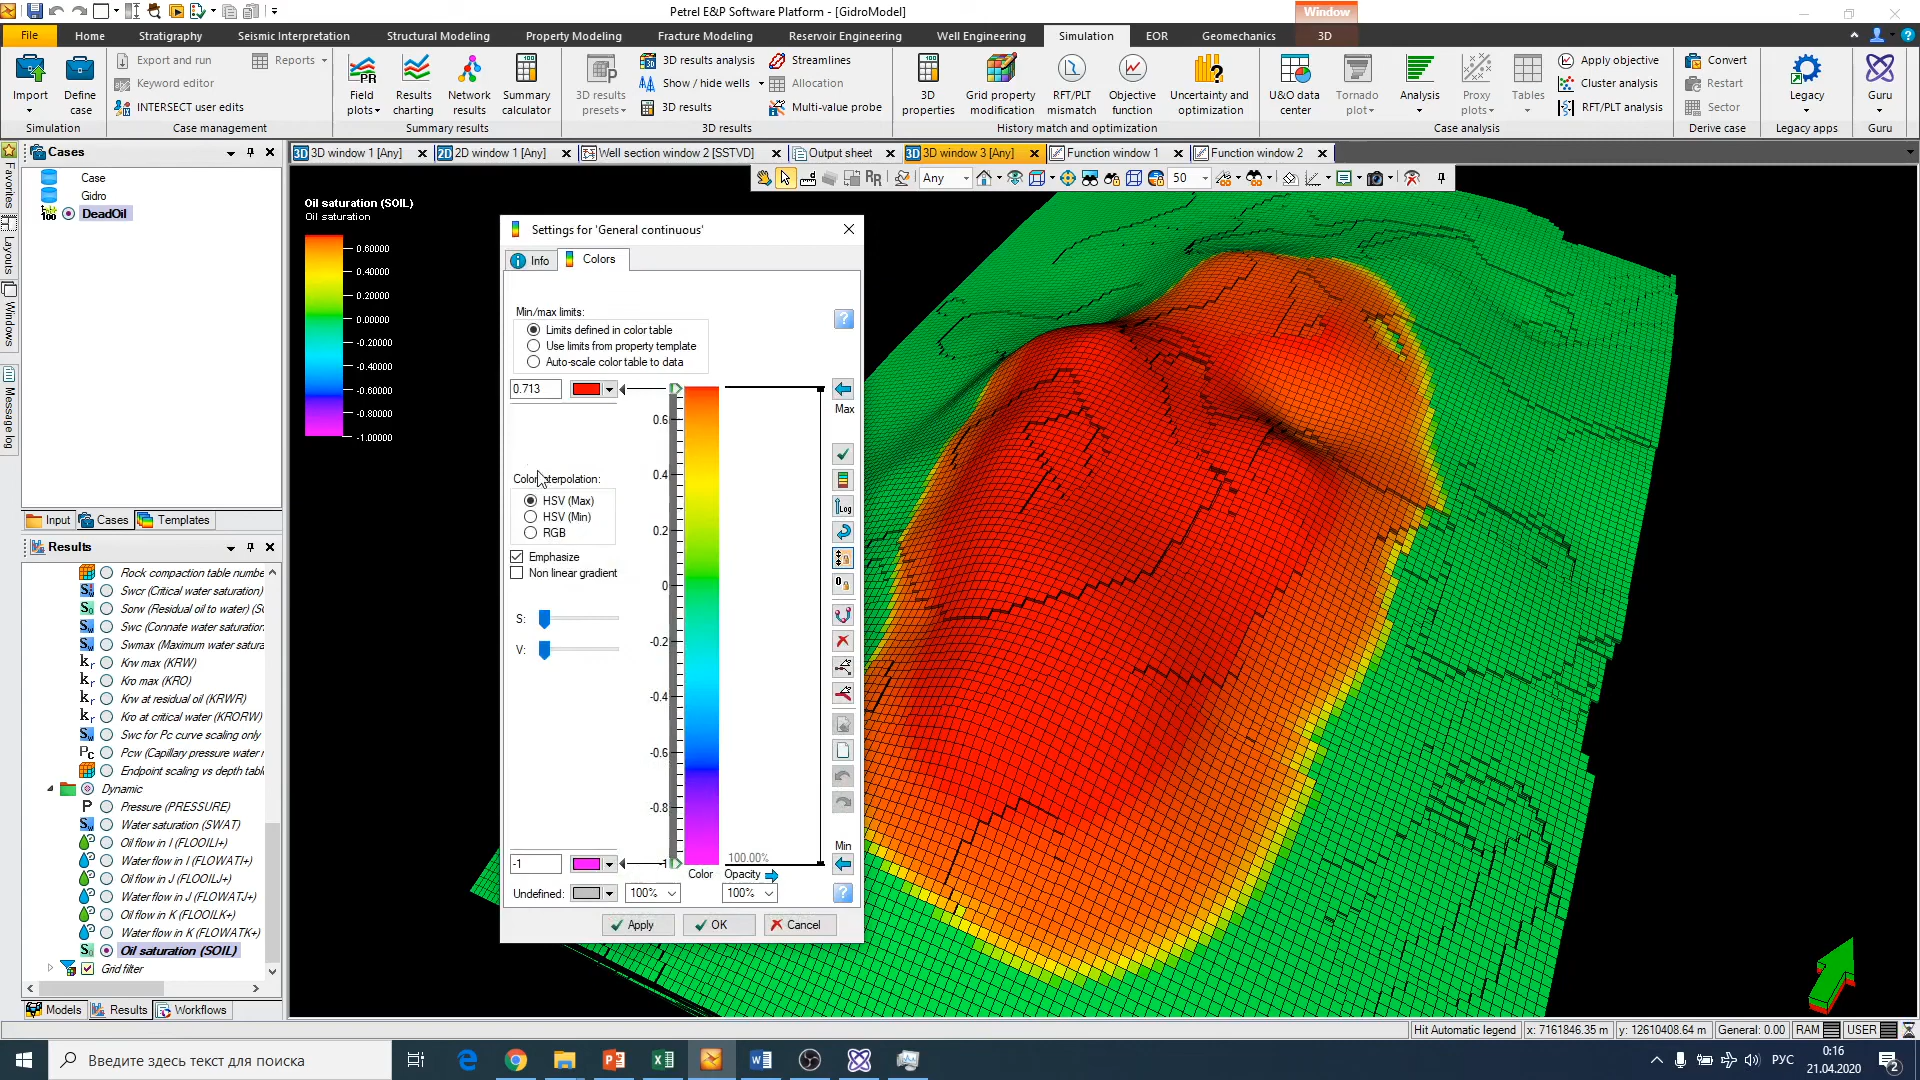 Petrel E&P Software Platform - [GidroModel]
Window
File
Home
Stratigraphy
Seismic Interpretation
Structural Modeling
Property Modeling
Fracture Modeling
Reservoir Engineering
Well Engineering
Simulation
EOR
Geomechanics
3D
Import
Define case
Simulation
Export and run
Keyword editor
INTERSECT user edits
Reports
Case management
Field plots
Results charting
Network results
Summary calculator
Summary results
3D results presets
3D results analysis
Show / hide wells
3D results
Streamlines
Allocation
Multi-value probe
3D results
3D properties
Grid property modification
RFT/PLT mismatch
Objective function
Uncertainty and optimization
History match and optimization
U&O data center
Tornado plot
Analysis
Proxy plots
Tables
Apply objective
Cluster analysis
RFT/PLT analysis
Case analysis
Convert
Restart
Sector
Derive case
Legacy
Legacy apps
Guru
Guru
Favorites
Layouts
Windows
Message log
Cases
Case
Gidro
DeadOil
Input
Cases
Templates
3D window 1 [Any]
2D window 1 [Any]
Well section window 2 [SSTVD]
Output sheet
3D window 3 [Any]
Function window 1
Function window 2
Any
50
Oil saturation (SOIL)
Oil saturation
0.60000
0.40000
0.20000
0.00000
-0.20000
-0.40000
-0.60000
-0.80000
-1.00000
Settings for 'General continuous'
Info
Colors
Min/max limits:
Limits defined in color table
Use limits from property template
Auto-scale color table to data
0.713
Max
0.6
0.4
0.2
0
-0.2
-0.4
-0.6
-0.8
-1
HSV (Max)
HSV (Min)
RGB
Emphasize
Non linear gradient
S:
V:
Log
100.00%
Min
-1
Color
Opacity
Undefined:
100%
100%
Apply
OK
Cancel
Results
Rock compaction table numbe
Swcr (Critical water saturation)
Sorw (Residual oil to water) (S
Swc (Connate water saturation
Swmax (Maximum water satura
Krw max (KRW)
Kro max (KRO)
Krw at residual oil (KRWR)
Kro at critical water (KRORW)
Swc for Pc curve scaling only
Pcw (Capillary pressure water
Endpoint scaling vs depth tabl
Dynamic
Pressure (PRESSURE)
Water saturation (SWAT)
Oil flow in I (FLOOILI+)
Water flow in I (FLOWATI+)
Oil flow in J (FLOOILJ+)
Water flow in J (FLOWATJ+)
Oil flow in K (FLOOILK+)
Water flow in K (FLOWATK+)
Oil saturation (SOIL)
Grid filter
Models
Results
Workflows
Hit Automatic legend
x: 7161846.35 m
y: 12610408.64 m
General: 0.00
RAM
USER
Введите здесь текст для поиска
РУС
0:16
21.04.2020
2